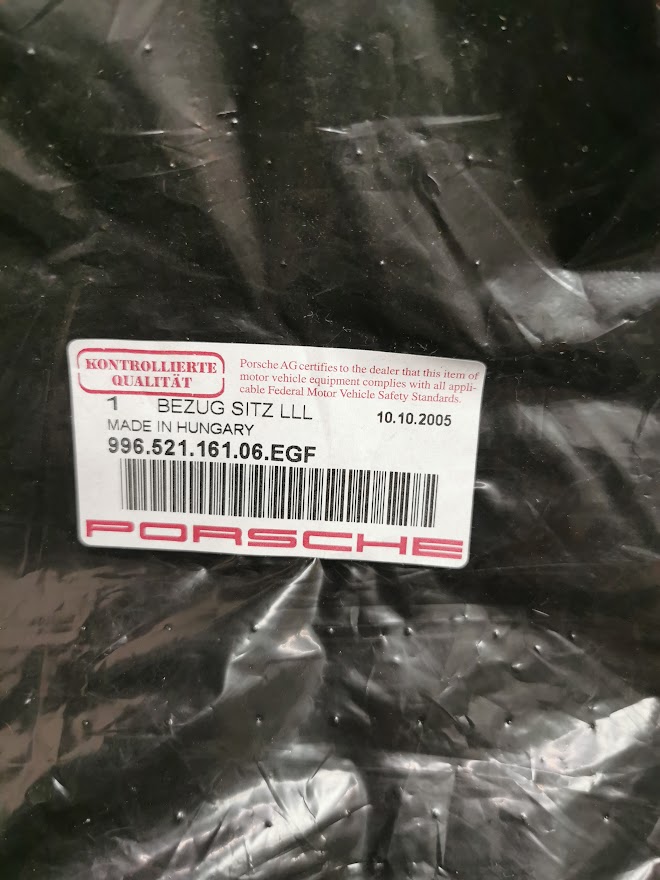 KONTROLLIERTE
QUALITÄT
Porsche AG certifies to the dealer that this item of
motor vehicle equipment complies with all appli-
cable Federal Motor Vehicle Safety Standards.
1 BEZUG SITZ LLL
10.10.2005
MADE IN HUNGARY
996.521.161.06.EGF
PORSCHE